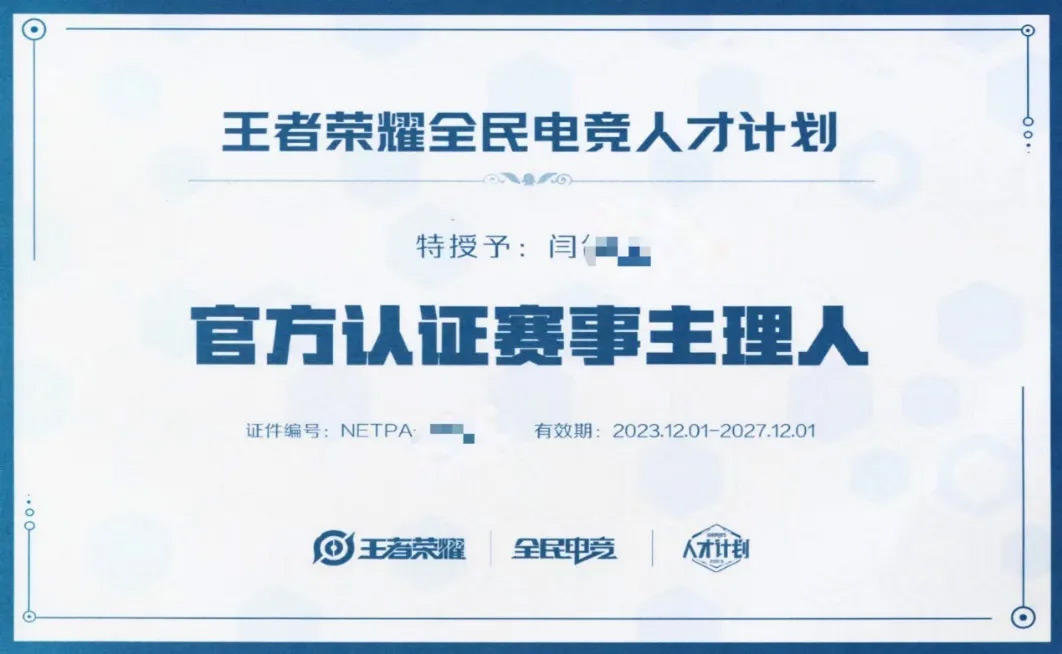 王者荣耀全民电竞人才计划
特授予：闫
官方认证赛事主理人
证件编号：NETPA- 有效期：2023.12.01-2027.12.01
王者荣耀 全民电竞 人才计划